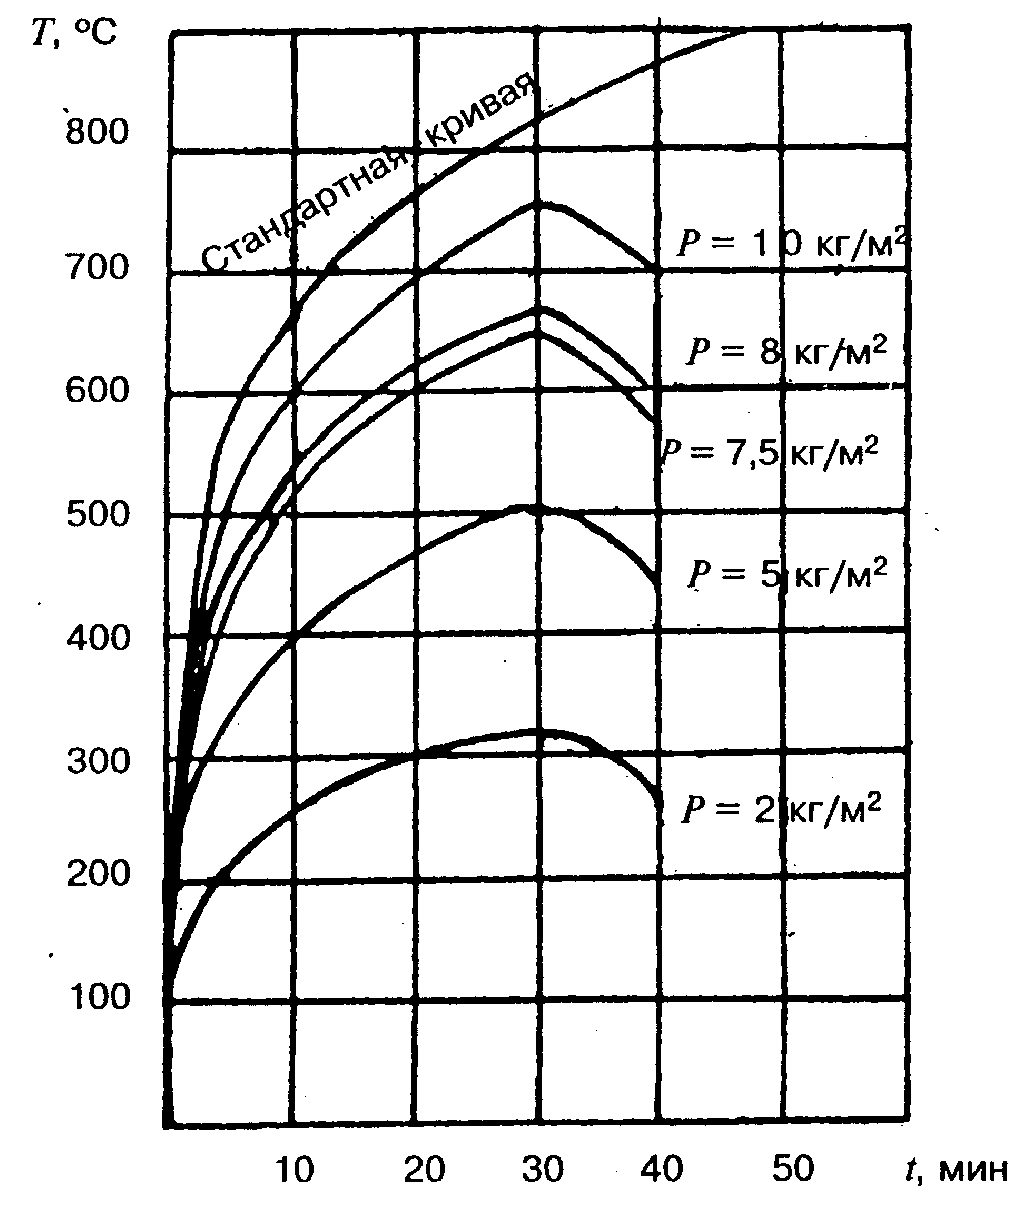 T, °C
800
700
600
500
400
300
200
100
Стандартная кривая
P = 10 кг/м²
P = 8 кг/м²
P = 7,5 кг/м²
P = 5 кг/м²
P = 2 кг/м²
10 20 30 40 50 t, мин